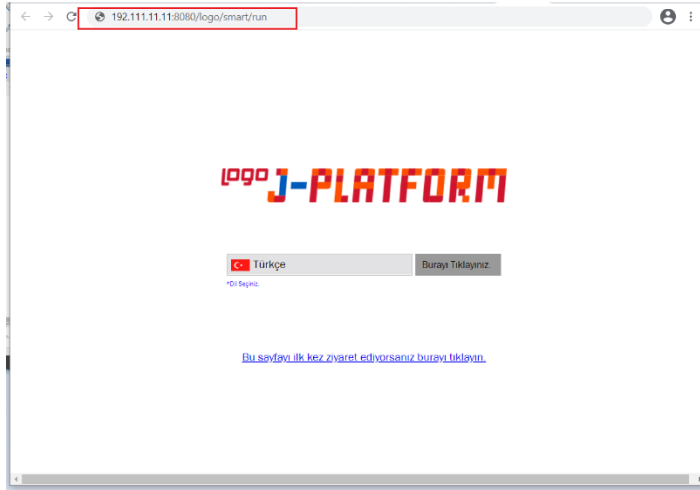 192.111.11.11:8080/logo/smart/run
LOGO J-PLATFORM
Türkçe
Burayı Tıklayınız.
*Dil Seçiniz.
Bu sayfayı ilk kez ziyaret ediyorsanız burayı tıklayın.